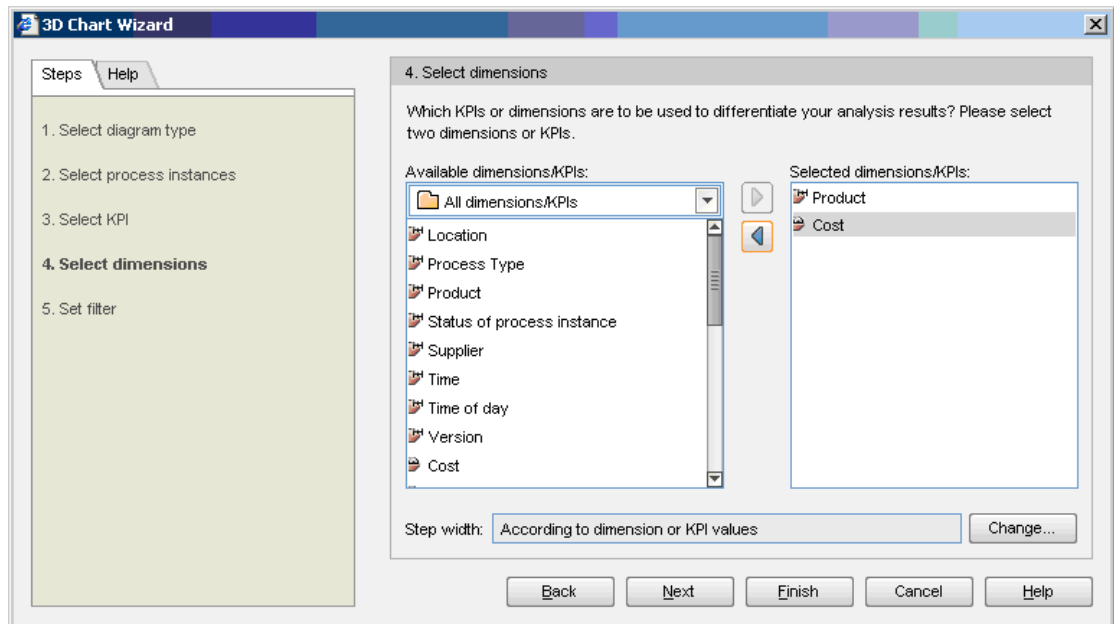 3D Chart Wizard
Steps Help
1. Select diagram type
2. Select process instances
3. Select KPI
4. Select dimensions
5. Set filter
4. Select dimensions
Which KPIs or dimensions are to be used to differentiate your analysis results? Please select
two dimensions or KPIs.
Available dimensions/KPIs:
All dimensions/KPIs
Location
Process Type
Product
Status of process instance
Supplier
Time
Time of day
Version
Cost
Selected dimensions/KPIs:
Product
Cost
Step width: According to dimension or KPI values Change...
Back Next Finish Cancel Help